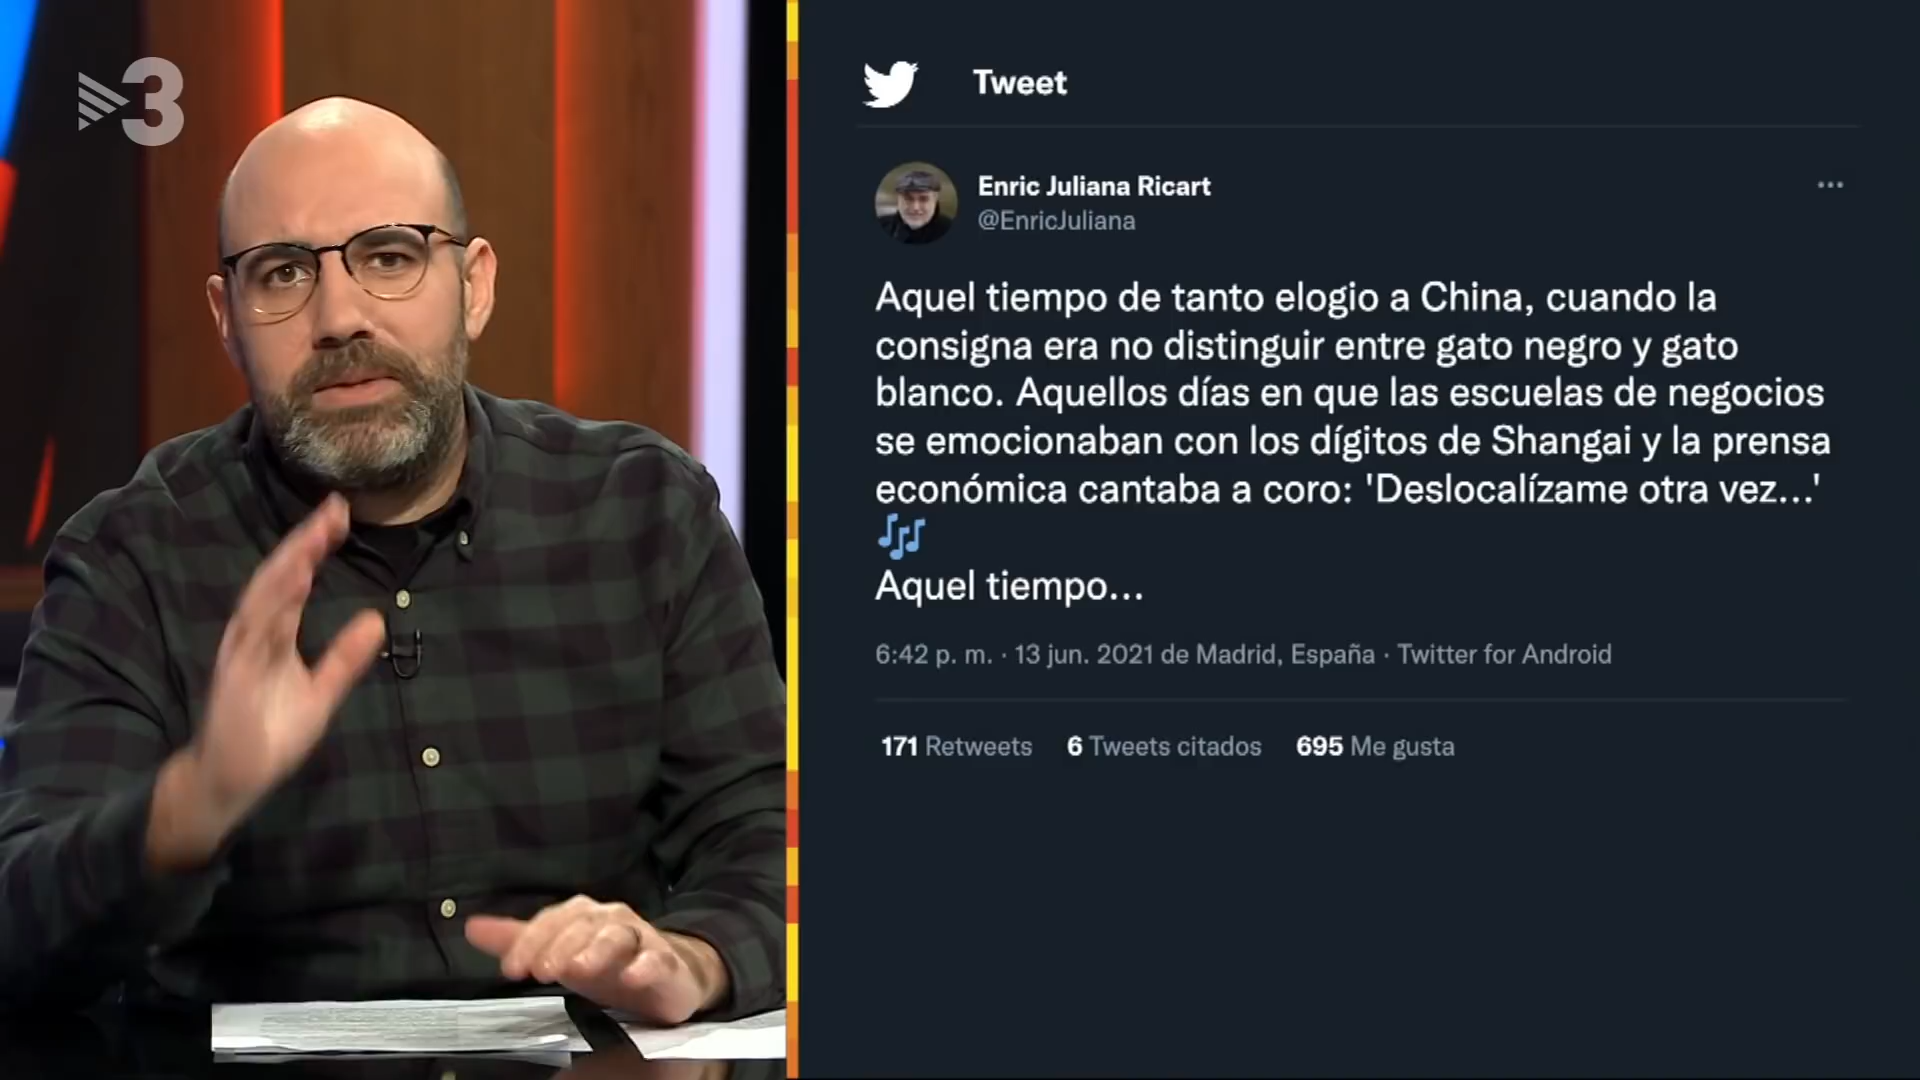 3
Tweet
Enric Juliana Ricart
@EnricJuliana
Aquel tiempo de tanto elogio a China, cuando la
consigna era no distinguir entre gato negro y gato
blanco. Aquellos días en que las escuelas de negocios
se emocionaban con los dígitos de Shangai y la prensa
económica cantaba a coro: 'Deslocalízame otra vez...'
Aquel tiempo...
6:42 p. m. · 13 jun. 2021 de Madrid, España · Twitter for Android
171 Retweets 6 Tweets citados 695 Me gusta